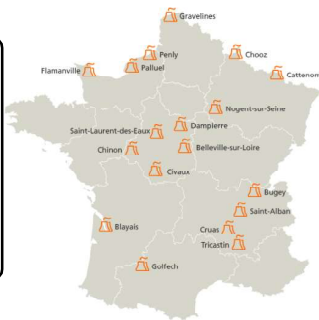 Gravelines
Penly
Chooz
Flamanville
Palluel
Cattenom
Nogent-sur-Seine
Saint-Laurent-des-Eaux
Dampierre
Chinon
Belleville-sur-Loire
Civaux
Bugey
Saint-Alban
Blayais
Cruas
Tricastin
Golfech